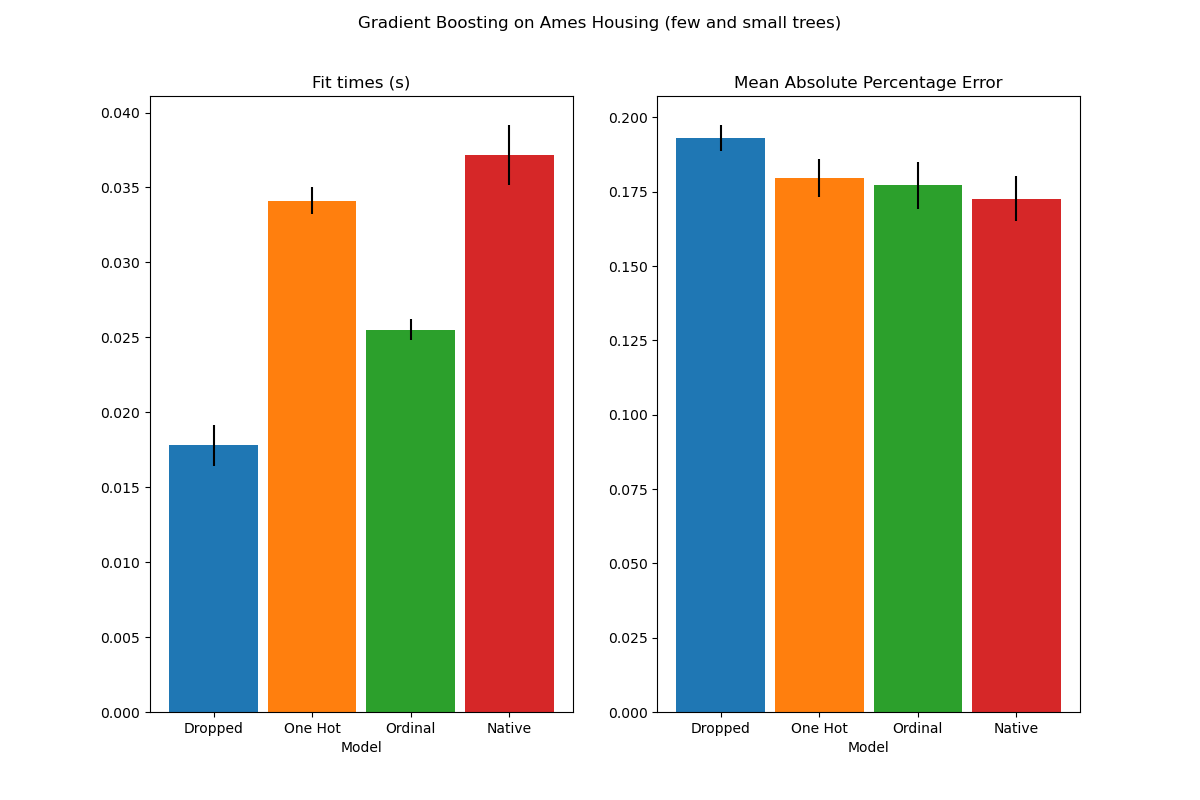 Gradient Boosting on Ames Housing (few and small trees)
Fit times (s)
0.040
0.035
0.030
0.025
0.020
0.015
0.010
0.005
0.000
Dropped One Hot Ordinal Native
Model
Mean Absolute Percentage Error
0.200
0.175
0.150
0.125
0.100
0.075
0.050
0.025
0.000
Dropped One Hot Ordinal Native
Model